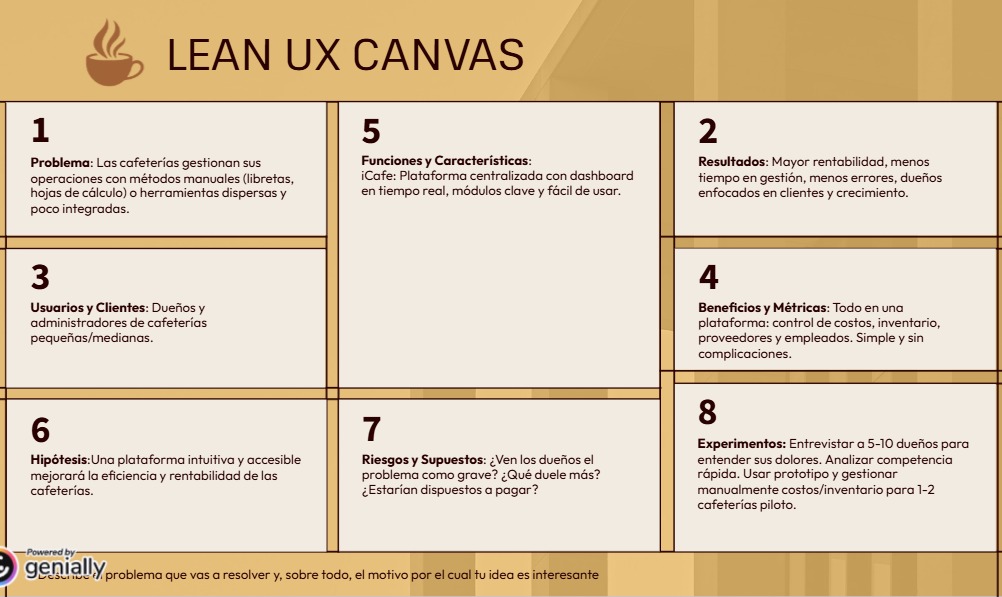 LEAN UX CANVAS
1
Problema: Las cafeterías gestionan sus
operaciones con métodos manuales (libretas,
hojas de cálculo) o herramientas dispersas y
poco integradas.
5
Funciones y Características:
iCafe: Plataforma centralizada con dashboard
en tiempo real, módulos clave y fácil de usar.
2
Resultados: Mayor rentabilidad, menos
tiempo en gestión, menos errores, dueños
enfocados en clientes y crecimiento.
3
Usuarios y Clientes: Dueños y
administradores de cafeterías
pequeñas/medianas.
4
Beneficios y Métricas: Todo en una
plataforma: control de costos, inventario,
proveedores y empleados. Simple y sin
complicaciones.
6
Hipótesis:Una plataforma intuitiva y accesible
mejorará la eficiencia y rentabilidad de las
cafeterías.
7
Riesgos y Supuestos: ¿Ven los dueños el
problema como grave? ¿Qué duele más?
¿Estarían dispuestos a pagar?
8
Experimentos: Entrevistar a 5-10 dueños para
entender sus dolores. Analizar competencia
rápida. Usar prototipo y gestionar
manualmente costos/inventario para 1-2
cafeterías piloto.
Powered by
genially
problema que vas a resolver y, sobre todo, el motivo por el cual tu idea es interesante